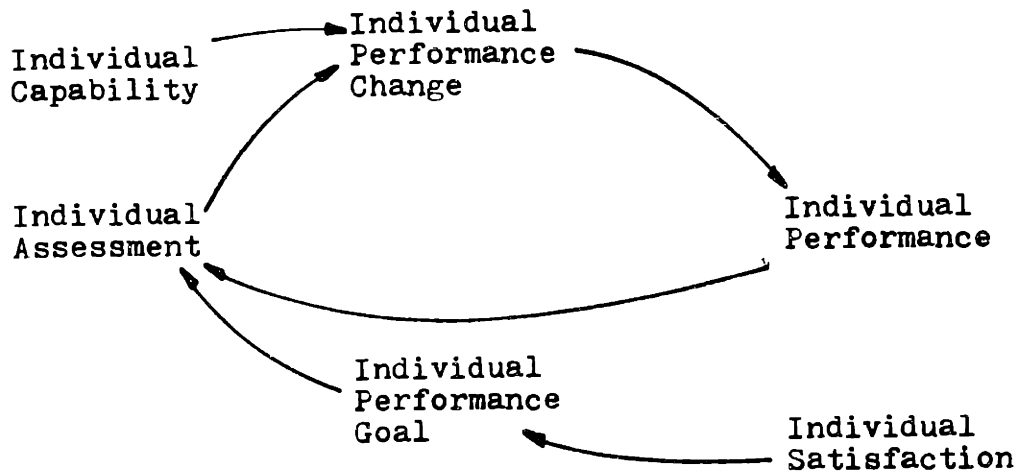 Individual
Capability
Individual
Performance
Change
Individual
Assessment
Individual
Performance
Individual
Performance
Goal
Individual
Satisfaction